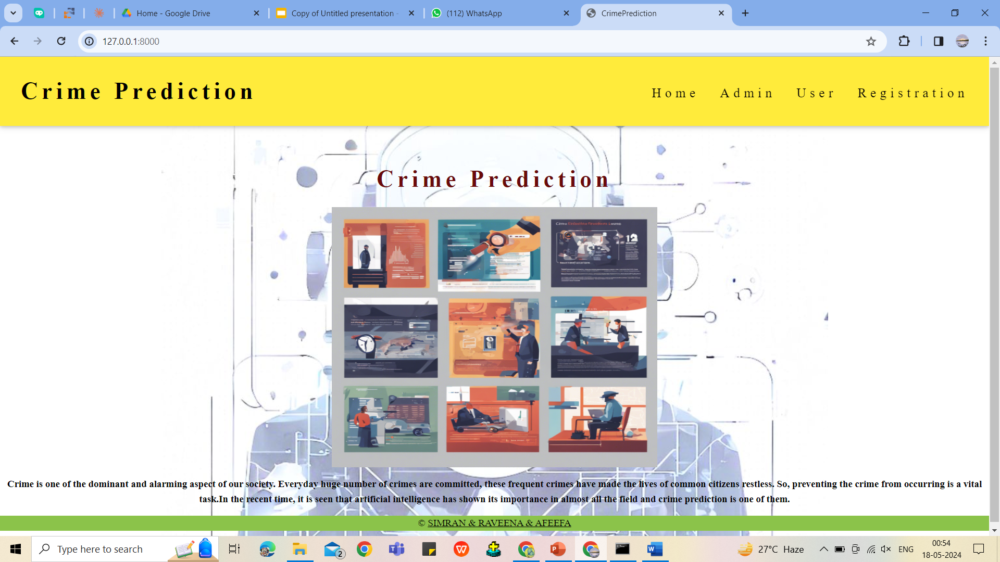 Home - Google Drive
Copy of Untitled presentation -
(112) WhatsApp
CrimePrediction
127.0.0.1:8000
Crime Prediction
Home Admin User Registration
Crime Prediction
Crime is one of the dominant and alarming aspect of our society. Everyday huge number of crimes are committed, these frequent crimes have made the lives of common citizens restless. So, preventing the crime from occurring is a vital
task.In the recent time, it is seen that artificial intelligence has shown its importance in almost all the field and crime prediction is one of them.
© SIMRAN & RAVEENA & AFEEFA
Type here to search
2
27°C Haze
ENG
00:54
18-05-2024